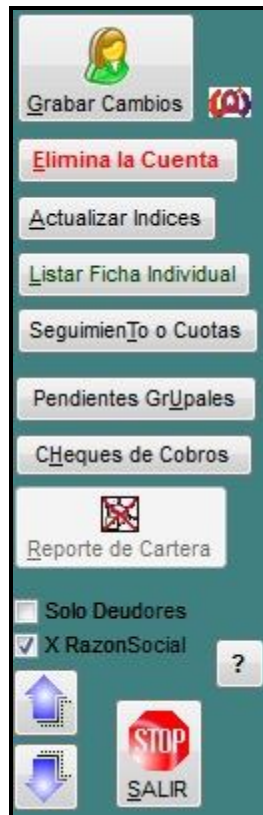 Grabar Cambios
Elimina la Cuenta
Actualizar Indices
Listar Ficha Individual
SeguimienTo o Cuotas
Pendientes GrUpales
CHeques de Cobros
Reporte de Cartera
Solo Deudores
X RazonSocial
?
STOP
SALIR